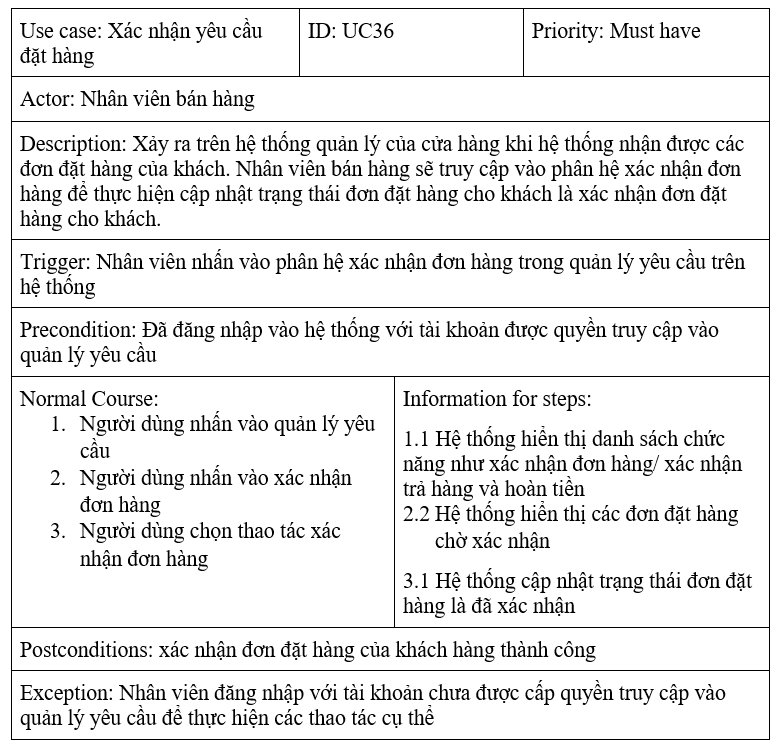 Use case: Xác nhận yêu cầu
đặt hàng
ID: UC36
Priority: Must have
Actor: Nhân viên bán hàng
Description: Xảy ra trên hệ thống quản lý của cửa hàng khi hệ thống nhận được các
đơn đặt hàng của khách. Nhân viên bán hàng sẽ truy cập vào phân hệ xác nhận đơn
hàng để thực hiện cập nhật trạng thái đơn đặt hàng cho khách là xác nhận đơn đặt
hàng cho khách.
Trigger: Nhân viên nhấn vào phân hệ xác nhận đơn hàng trong quản lý yêu cầu trên
hệ thống
Precondition: Đã đăng nhập vào hệ thống với tài khoản được quyền truy cập vào
quản lý yêu cầu
Normal Course:
1. Người dùng nhấn vào quản lý yêu
cầu
2. Người dùng nhấn vào xác nhận
đơn hàng
3. Người dùng chọn thao tác xác
nhận đơn hàng
Information for steps:
1.1 Hệ thống hiển thị danh sách chức
năng như xác nhận đơn hàng/ xác nhận
trả hàng và hoàn tiền
2.2 Hệ thống hiển thị các đơn đặt hàng
chờ xác nhận
3.1 Hệ thống cập nhật trạng thái đơn đặt
hàng là đã xác nhận
Postconditions: xác nhận đơn đặt hàng của khách hàng thành công
Exception: Nhân viên đăng nhập với tài khoản chưa được cấp quyền truy cập vào
quản lý yêu cầu để thực hiện các thao tác cụ thể